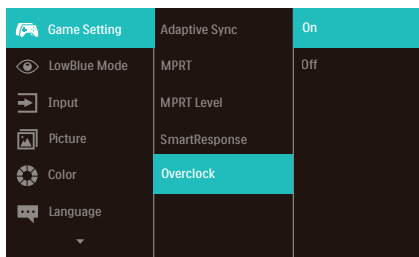 Game Setting
Adaptive Sync
On
LowBlue Mode
MPRT
Off
Input
MPRT Level
Picture
SmartResponse
Color
Overclock
Language